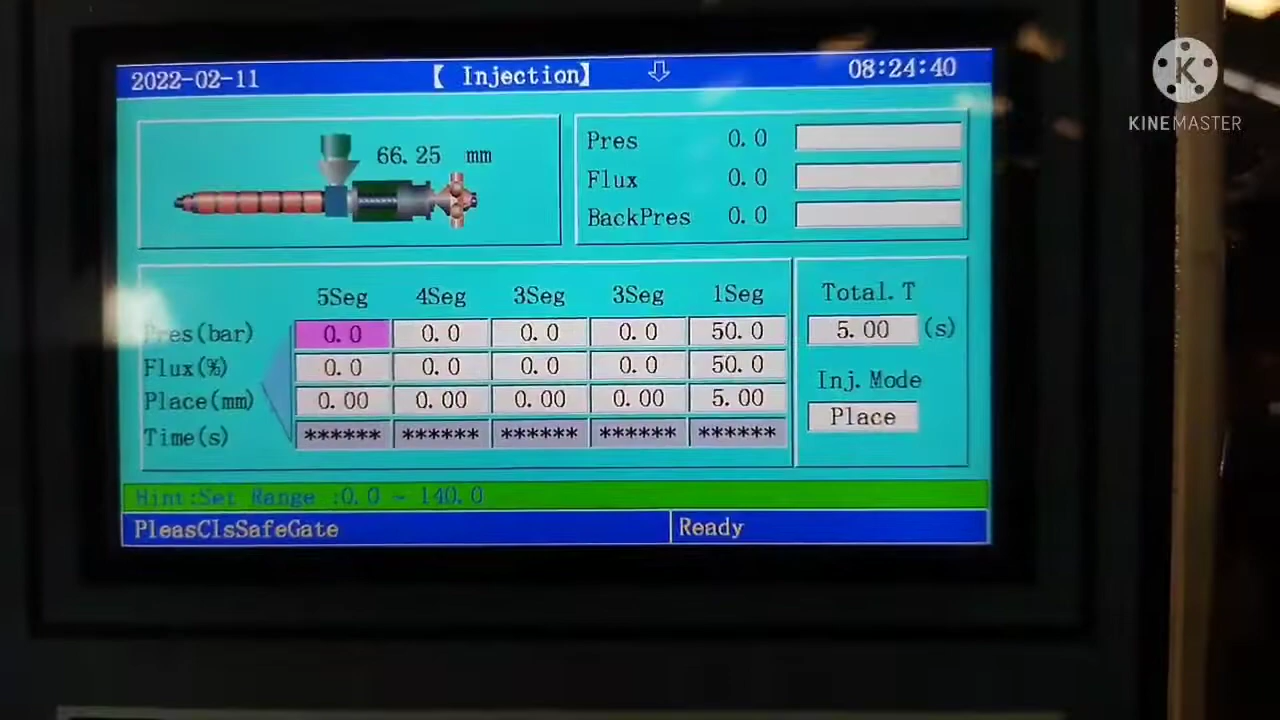 2022-02-11 【 Injection】 08:24:40
66.25 mm
Pres 0.0
Flux 0.0
BackPres 0.0
5Seg 4Seg 3Seg 3Seg 1Seg
Pres(bar) 0.0 0.0 0.0 0.0 50.0
Flux(%) 0.0 0.0 0.0 0.0 50.0
Place(mm) 0.00 0.00 0.00 0.00 5.00
Time(s) ****** ****** ****** ****** ******
Total.T
5.00 (s)
Inj.Mode
Place
Hint:Set Range :0.0 ~ 140.0
PleasClsSafeGate Ready
K
KINEMASTER